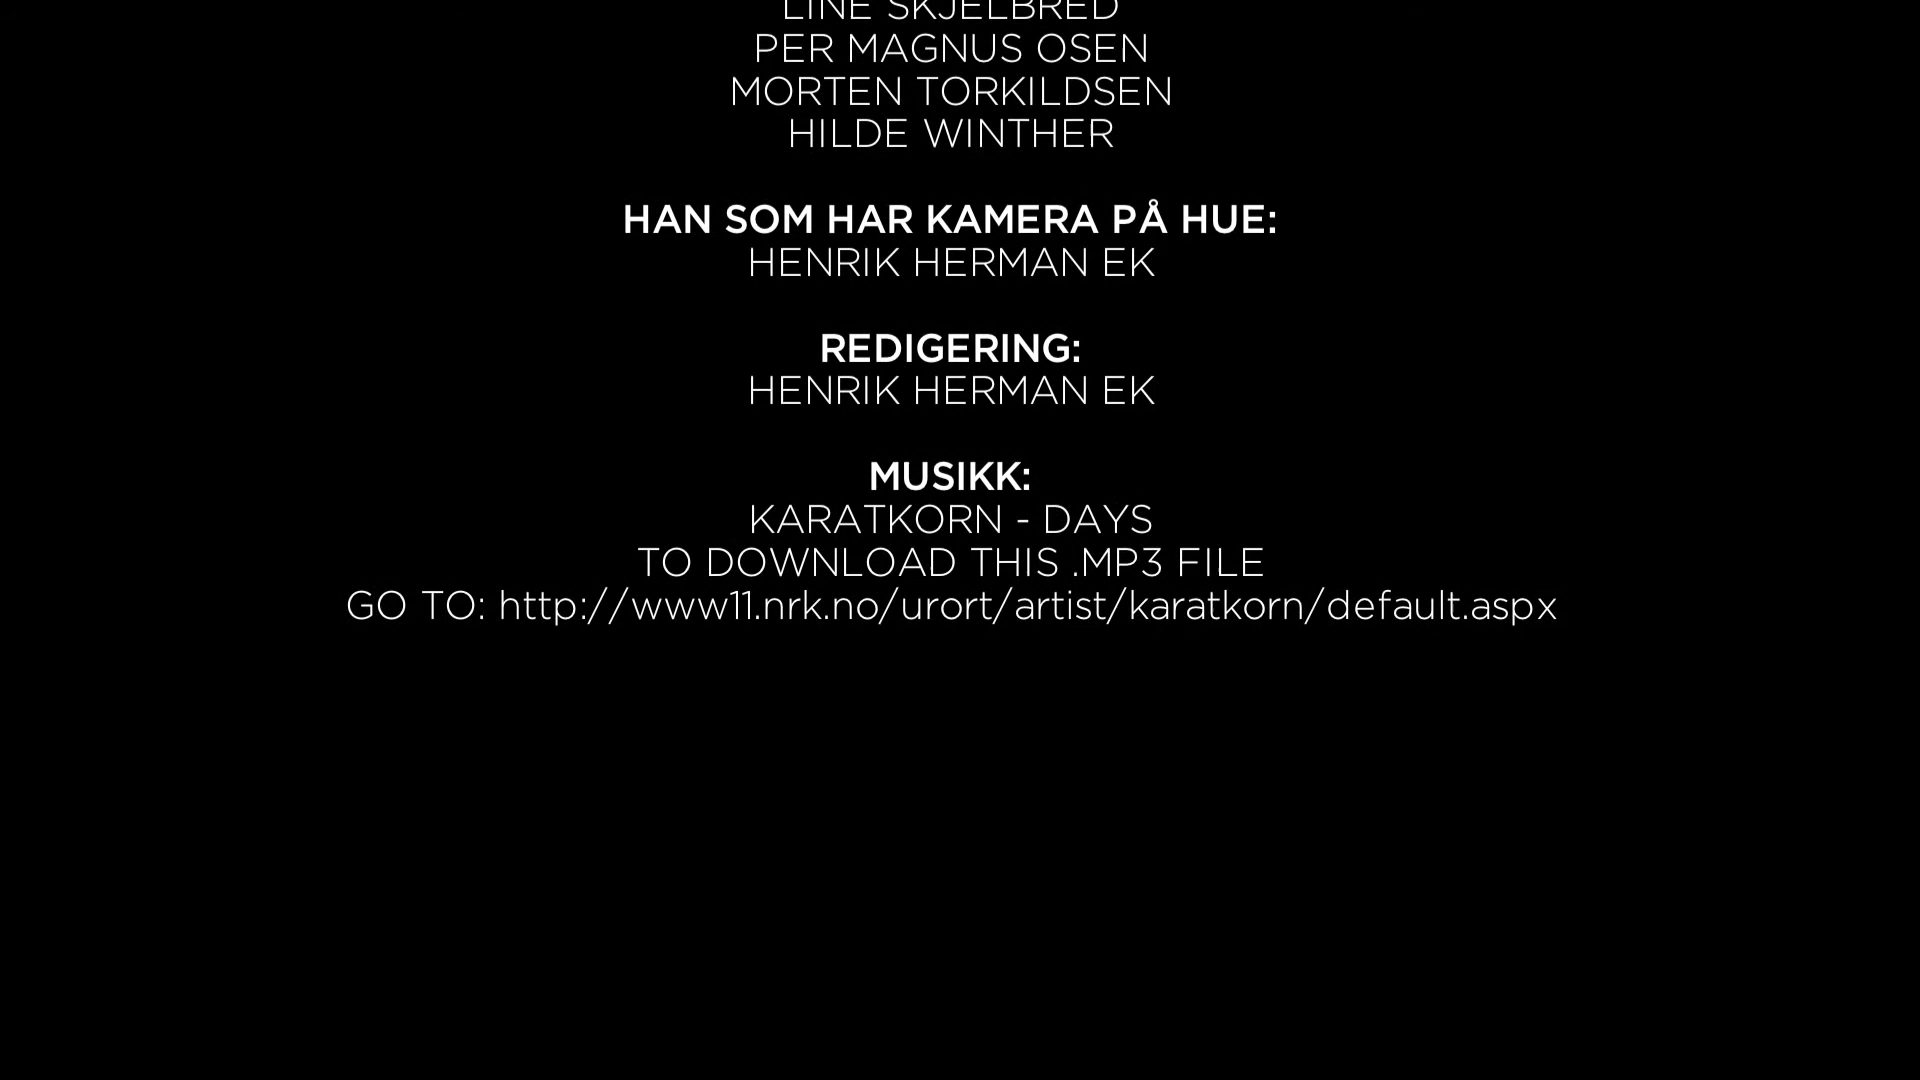 LINE SKJELBRED
PER MAGNUS OSEN
MORTEN TORKILDSEN
HILDE WINTHER
HAN SOM HAR KAMERA PÅ HUE:
HENRIK HERMAN EK
REDIGERING:
HENRIK HERMAN EK
MUSIKK:
KARATKORN - DAYS
TO DOWNLOAD THIS .MP3 FILE
GO TO: http://www11.nrk.no/urort/artist/karatkorn/default.aspx